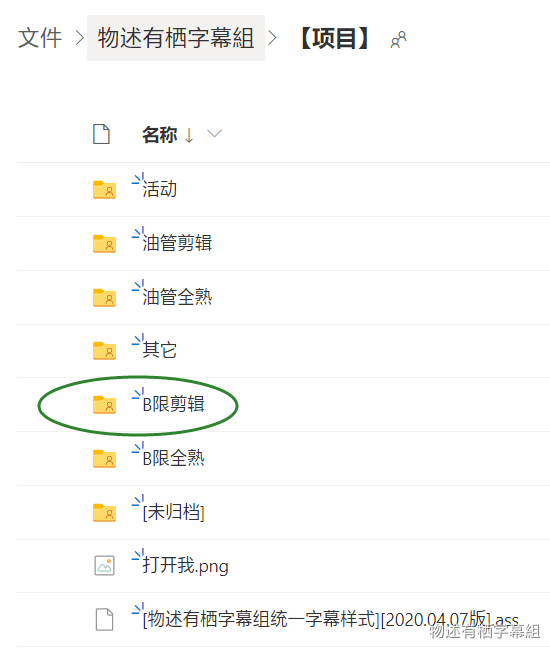 文件 > 物述有栖字幕組 > 【项目】
名称 ↓
活动
油管剪辑
油管全熟
其它
B限剪辑
B限全熟
[未归档]
打开我.png
[物述有栖字幕组统一字幕样式][2020.04.07版].ass
物述有栖字幕組